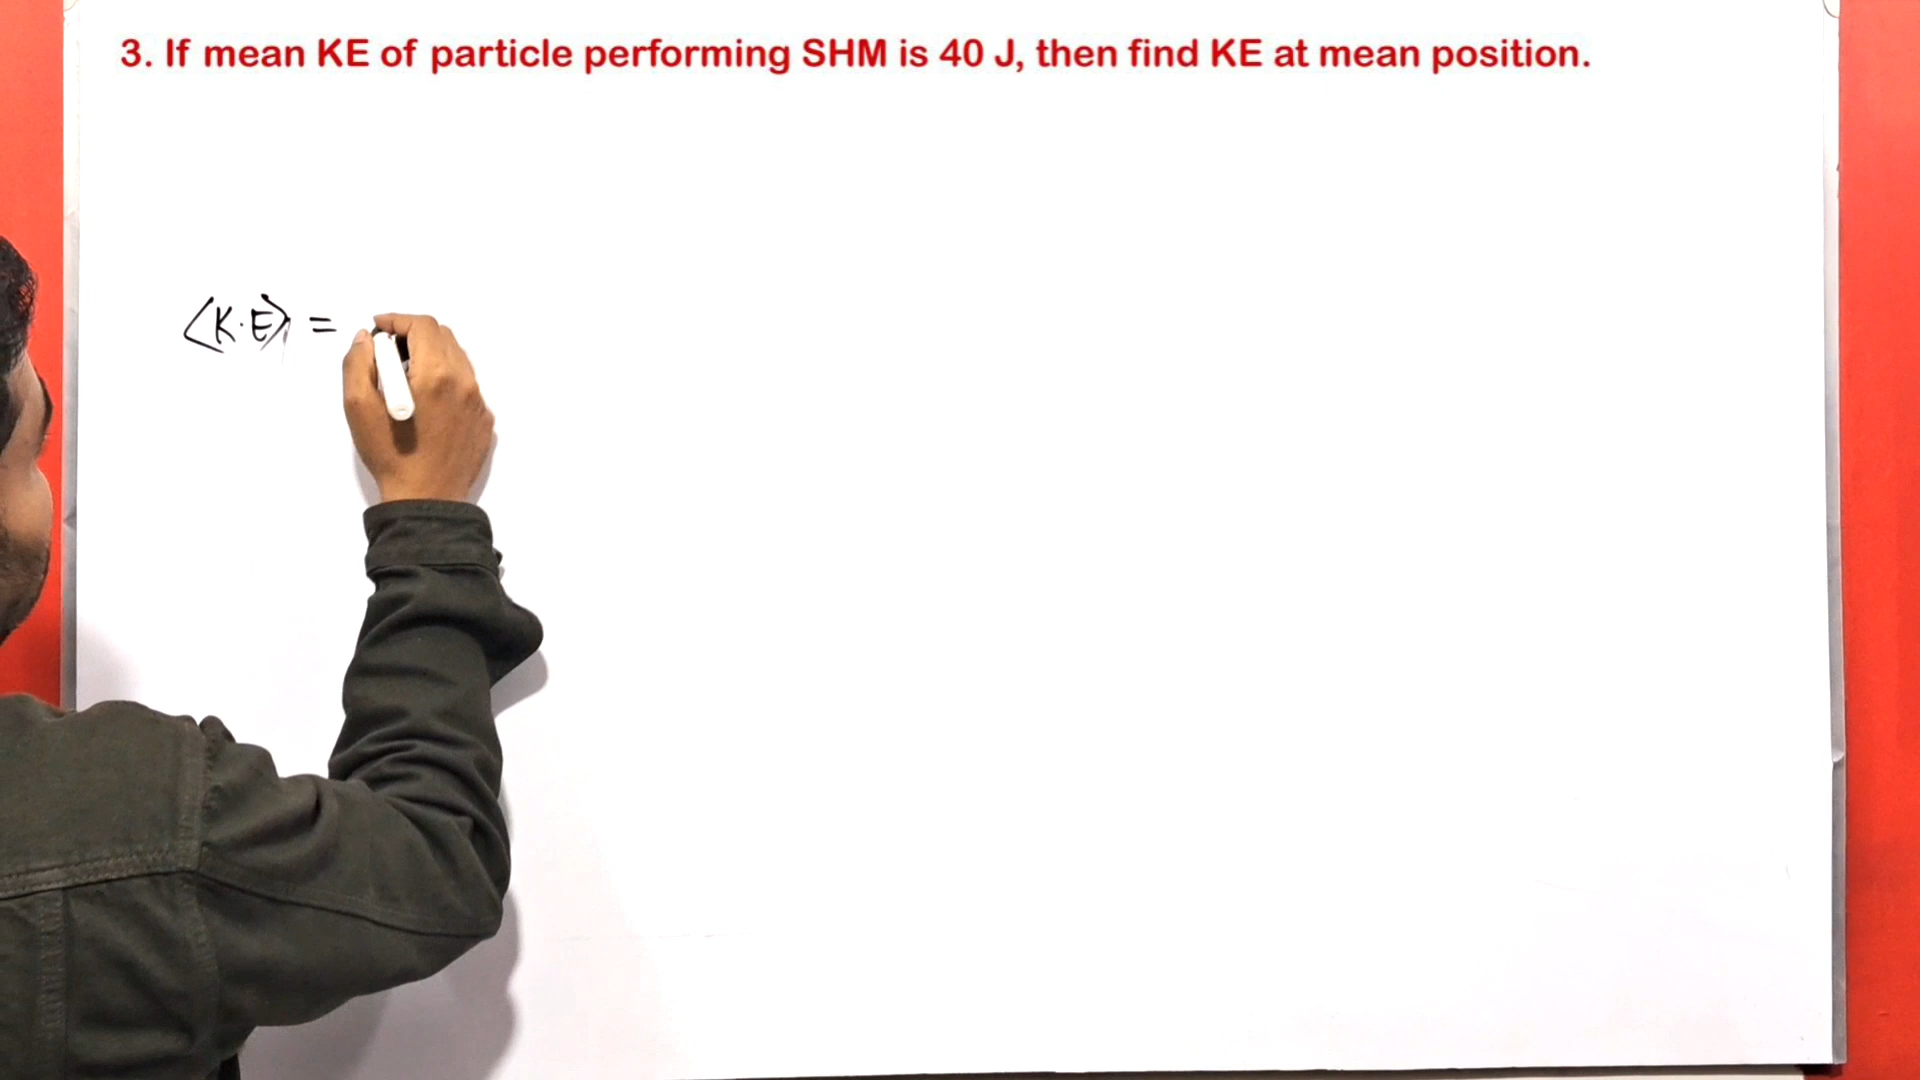 3. If mean KE of particle performing SHM is 40 J, then find KE at mean position.
⟨K.E⟩ =